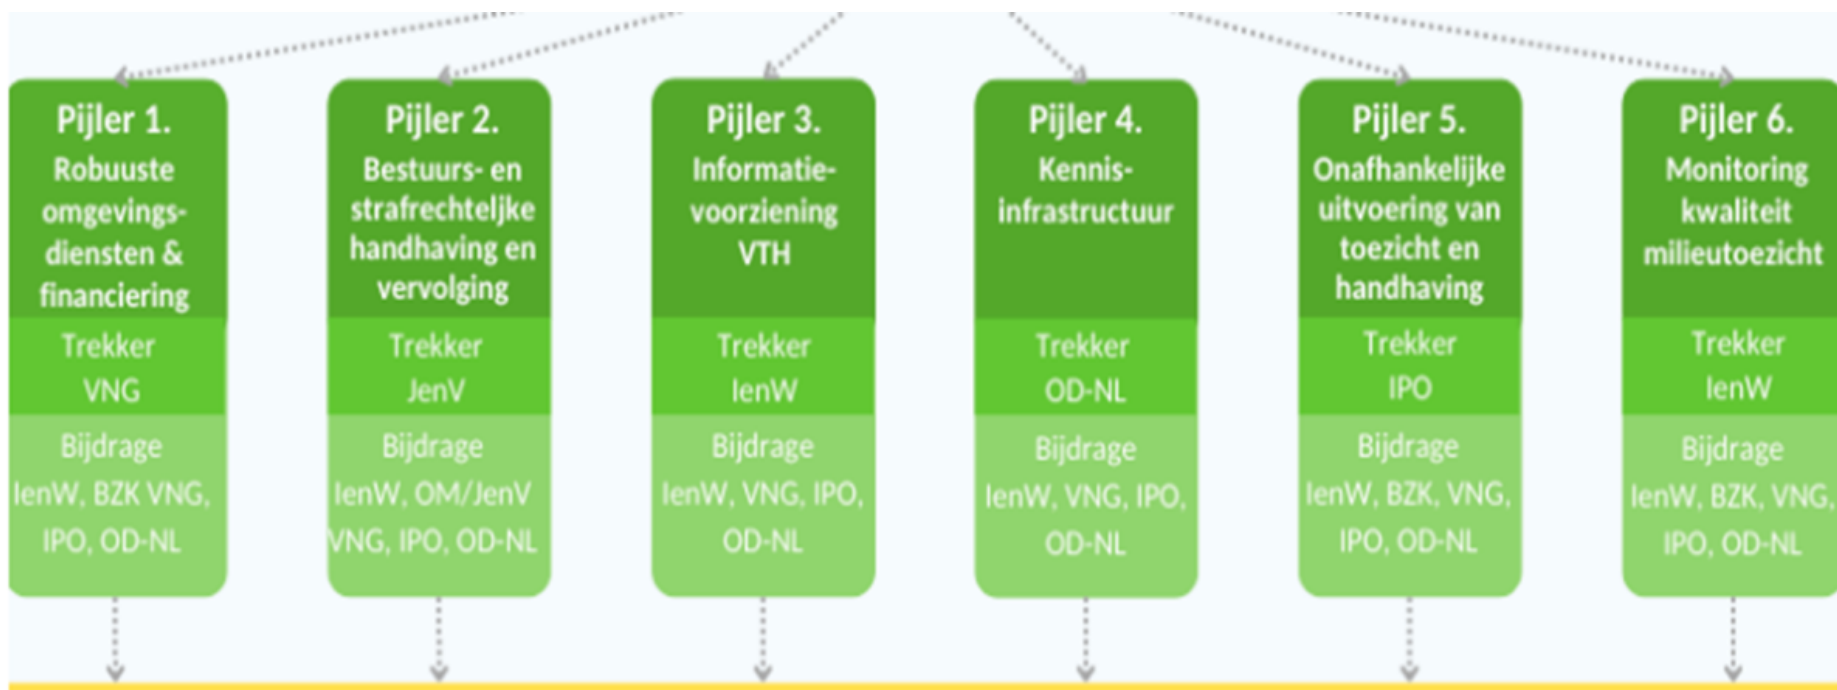 Pijler 1.
Robuuste
omgevings-
diensten &
financiering
Trekker
VNG
Bijdrage
IenW, BZK VNG,
IPO, OD-NL
Pijler 2.
Bestuurs- en
strafrechteljke
handhaving en
vervolging
Trekker
JenV
Bijdrage
IenW, OM/JenV
VNG, IPO, OD-NL
Pijler 3.
Informatie-
voorziening
VTH
Trekker
IenW
Bijdrage
IenW, VNG, IPO,
OD-NL
Pijler 4.
Kennis-
infrastructuur
Trekker
OD-NL
Bijdrage
IenW, VNG, IPO,
OD-NL
Pijler 5.
Onafhankelijke
uitvoering van
toezicht en
handhaving
Trekker
IPO
Bijdrage
IenW, BZK, VNG,
IPO, OD-NL
Pijler 6.
Monitoring
kwaliteit
milieutoezicht
Trekker
IenW
Bijdrage
IenW, BZK, VNG,
IPO, OD-NL